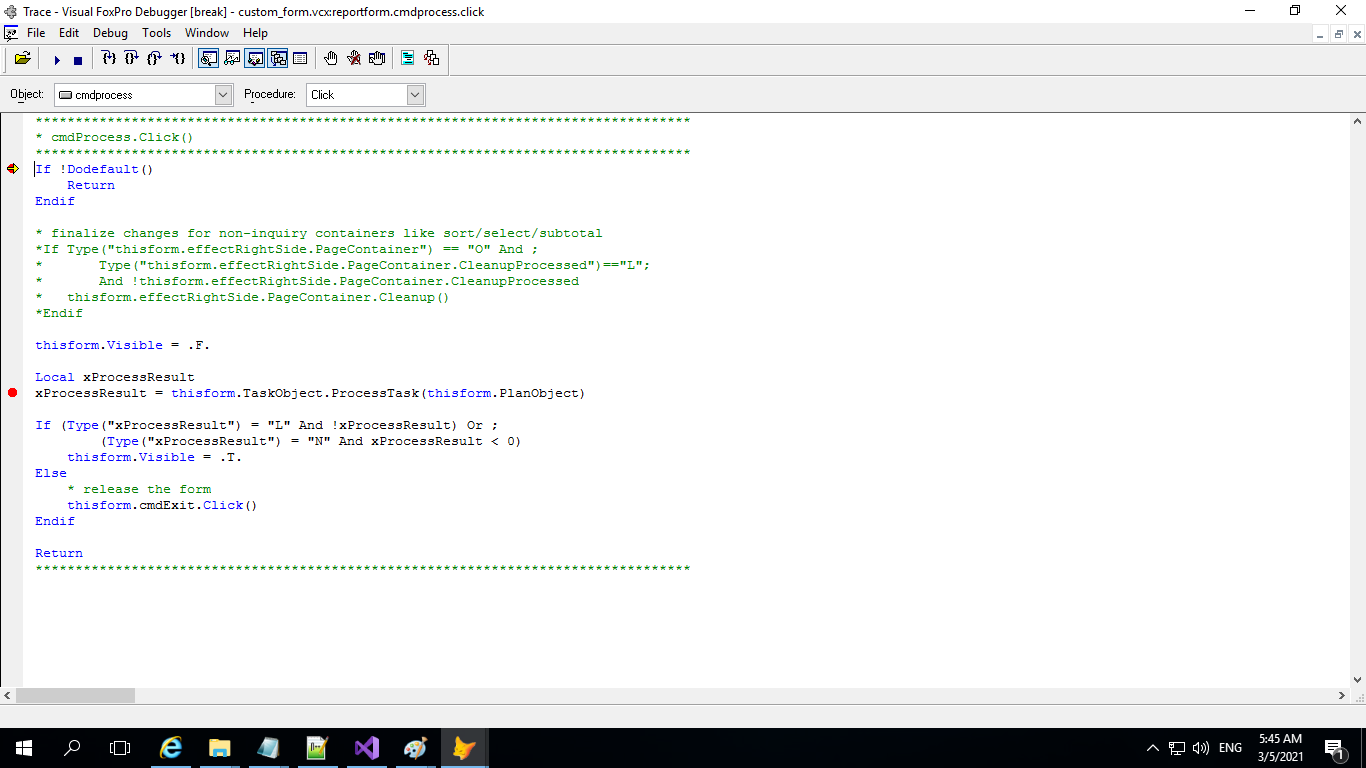 Trace - Visual FoxPro Debugger [break] - custom_form.vcx:reportform.cmdprocess.click
File Edit Debug Tools Window Help
Object: cmdprocess Procedure: Click
**********************************************************************************
* cmdProcess.Click()
**********************************************************************************
If !Dodefault()
    Return
Endif
* finalize changes for non-inquiry containers like sort/select/subtotal
*If Type("thisform.effectRightSide.PageContainer") == "O" And ;
*       Type("thisform.effectRightSide.PageContainer.CleanupProcessed")=="L";
*       And !thisform.effectRightSide.PageContainer.CleanupProcessed
*   thisform.effectRightSide.PageContainer.Cleanup()
*Endif
thisform.Visible = .F.
Local xProcessResult
xProcessResult = thisform.TaskObject.ProcessTask(thisform.PlanObject)
If (Type("xProcessResult") = "L" And !xProcessResult) Or ;
        (Type("xProcessResult") = "N" And xProcessResult < 0)
    thisform.Visible = .T.
Else
    * release the form
    thisform.cmdExit.Click()
Endif
Return
**********************************************************************************
ENG
5:45 AM
3/5/2021
1